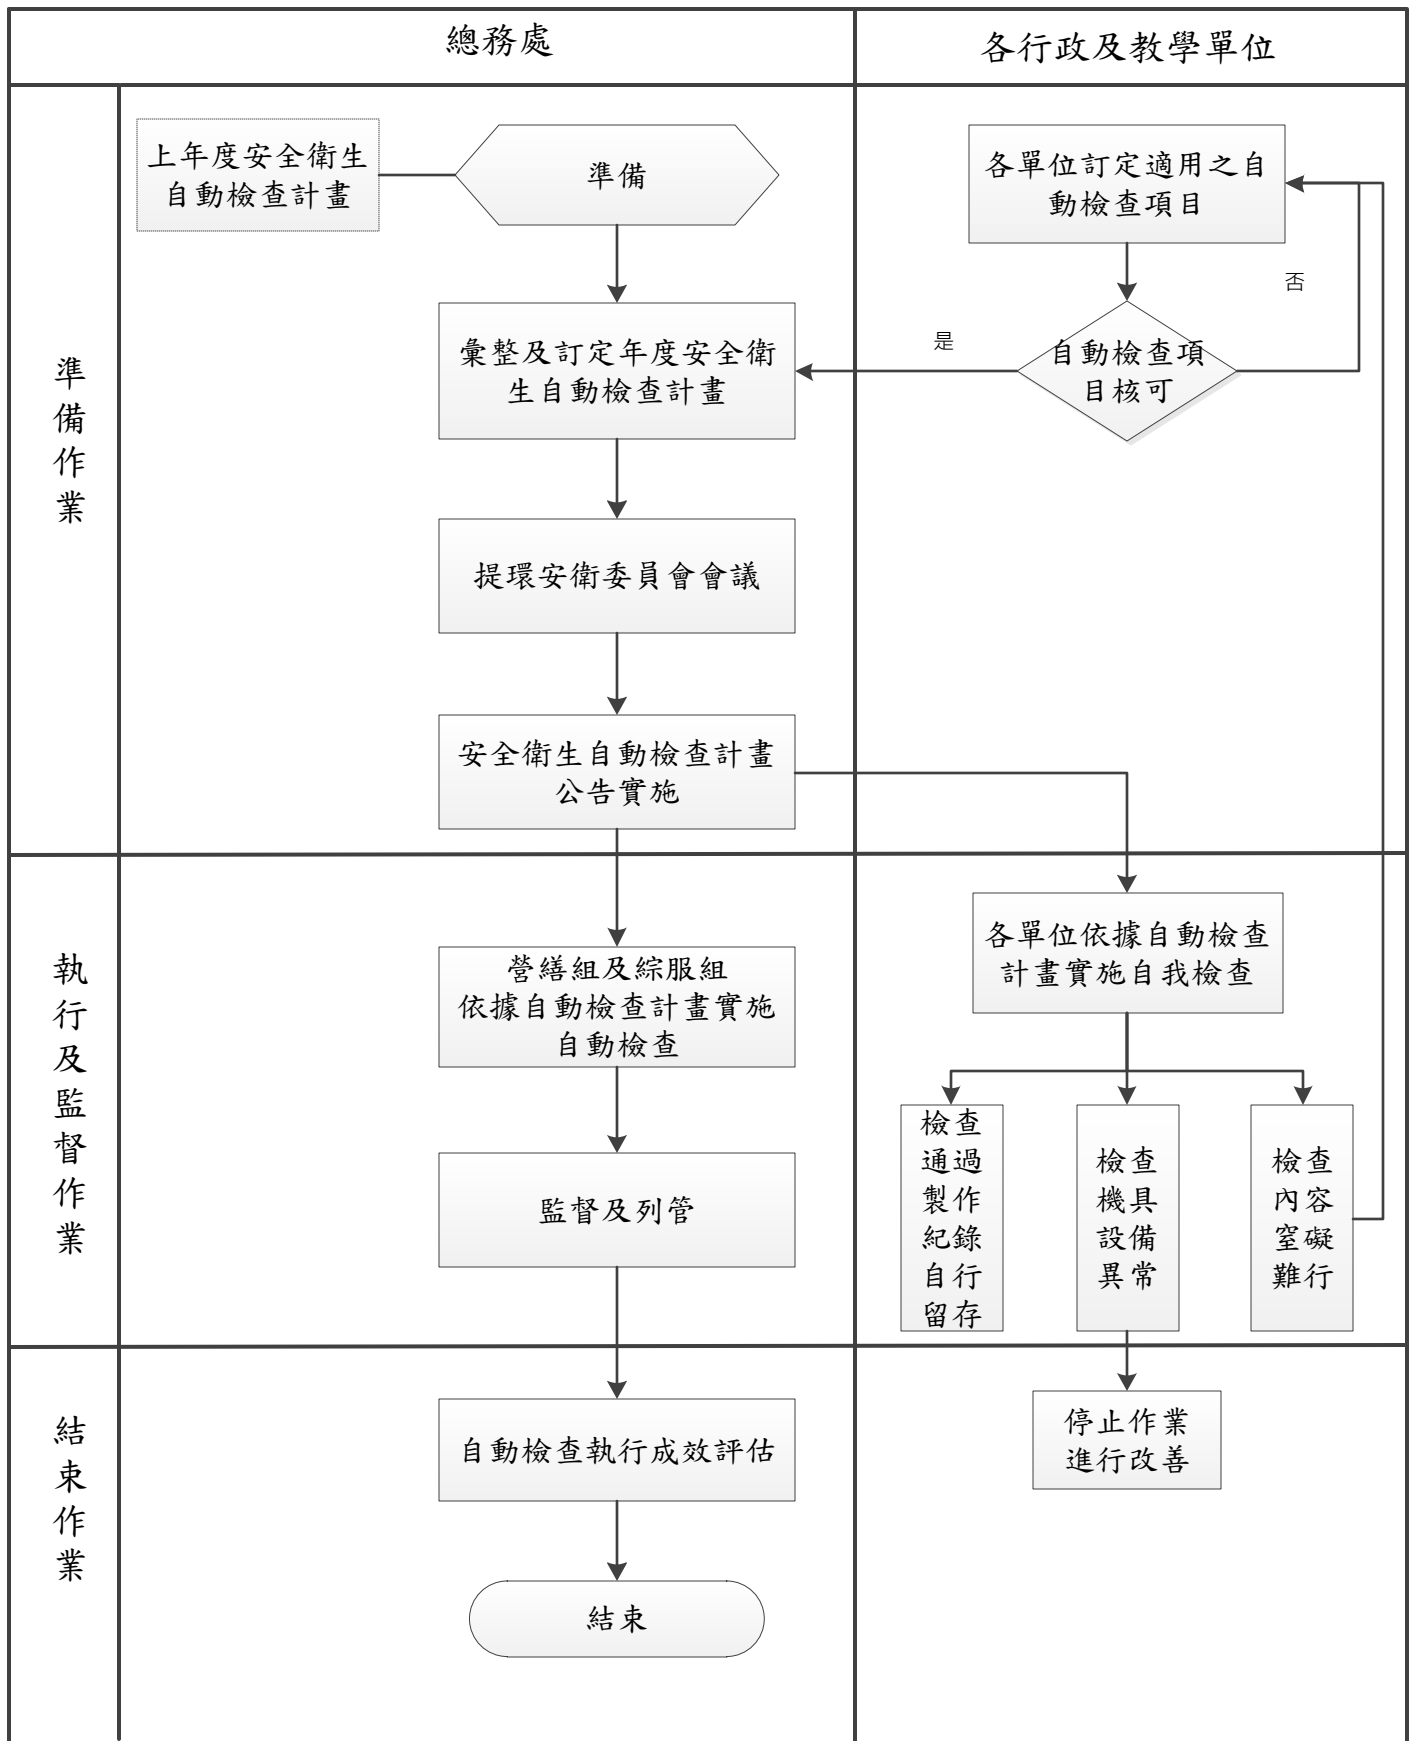 總務處
各行政及教學單位
準備作業
上年度安全衛生
自動檢查計畫
準備
各單位訂定適用之自
動檢查項目
否
是
自動檢查項
目核可
彙整及訂定年度安全衛
生自動檢查計畫
提環安衛委員會會議
安全衛生自動檢查計畫
公告實施
執行及監督作業
營繕組及綜服組
依據自動檢查計畫實施
自動檢查
監督及列管
各單位依據自動檢查
計畫實施自我檢查
檢查
通過
製作
紀錄
自行
留存
檢查
機具
設備
異常
檢查
內容
窒礙
難行
結束作業
自動檢查執行成效評估
結束
停止作業
進行改善